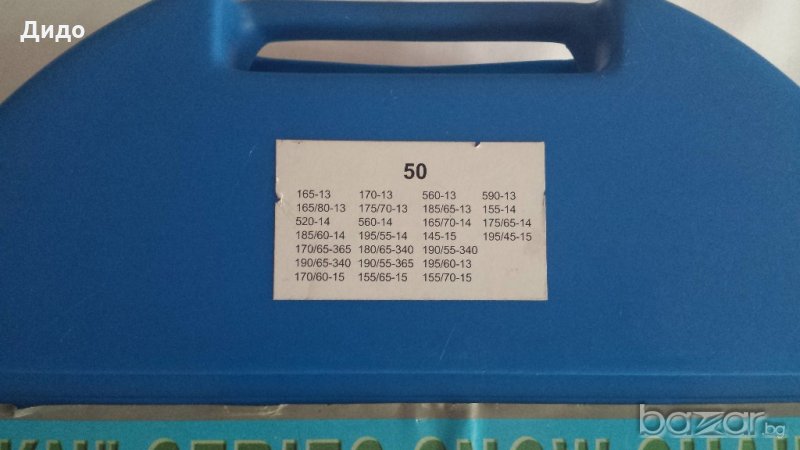 Дидо
50
165-13 170-13 560-13 590-13
165/80-13 175/70-13 185/65-13 155-14
520-14 560-14 165/70-14 175/65-14
185/60-14 195/55-14 145-15 195/45-15
170/65-365 180/65-340 190/55-340
190/65-340 190/55-365 195/60-13
170/60-15 155/65-15 155/70-15
SERIES SNOW
bazar.bg